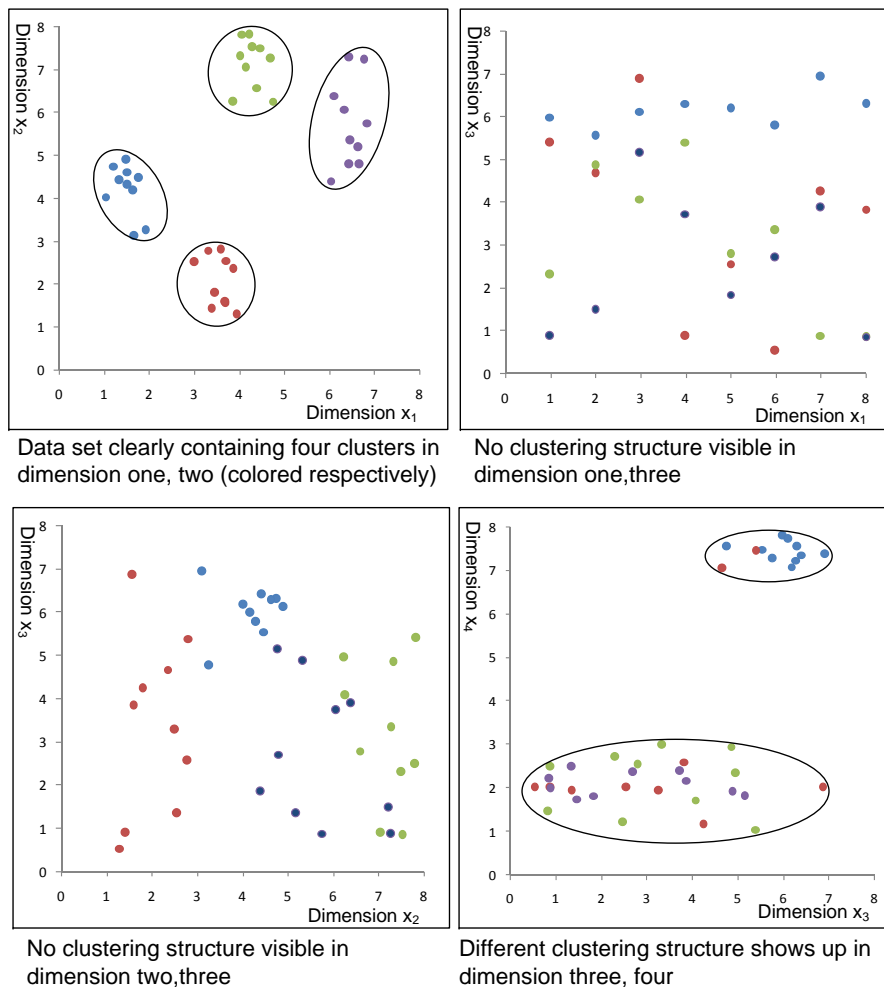 8
7
6
5
4
3
2
1
0
Dimension x2
0 1 2 3 4 5 6 7 8
Dimension x1
Data set clearly containing four clusters in
dimension one, two (colored respectively)
8
7
6
5
4
3
2
1
0
Dimension x3
0 1 2 3 4 5 6 7 8
Dimension x1
No clustering structure visible in
dimension one,three
8
7
6
5
4
3
2
1
0
Dimension x3
0 1 2 3 4 5 6 7 8
Dimension x2
No clustering structure visible in
dimension two,three
8
7
6
5
4
3
2
1
0
Dimension x4
0 1 2 3 4 5 6 7 8
Dimension x3
Different clustering structure shows up in
dimension three, four